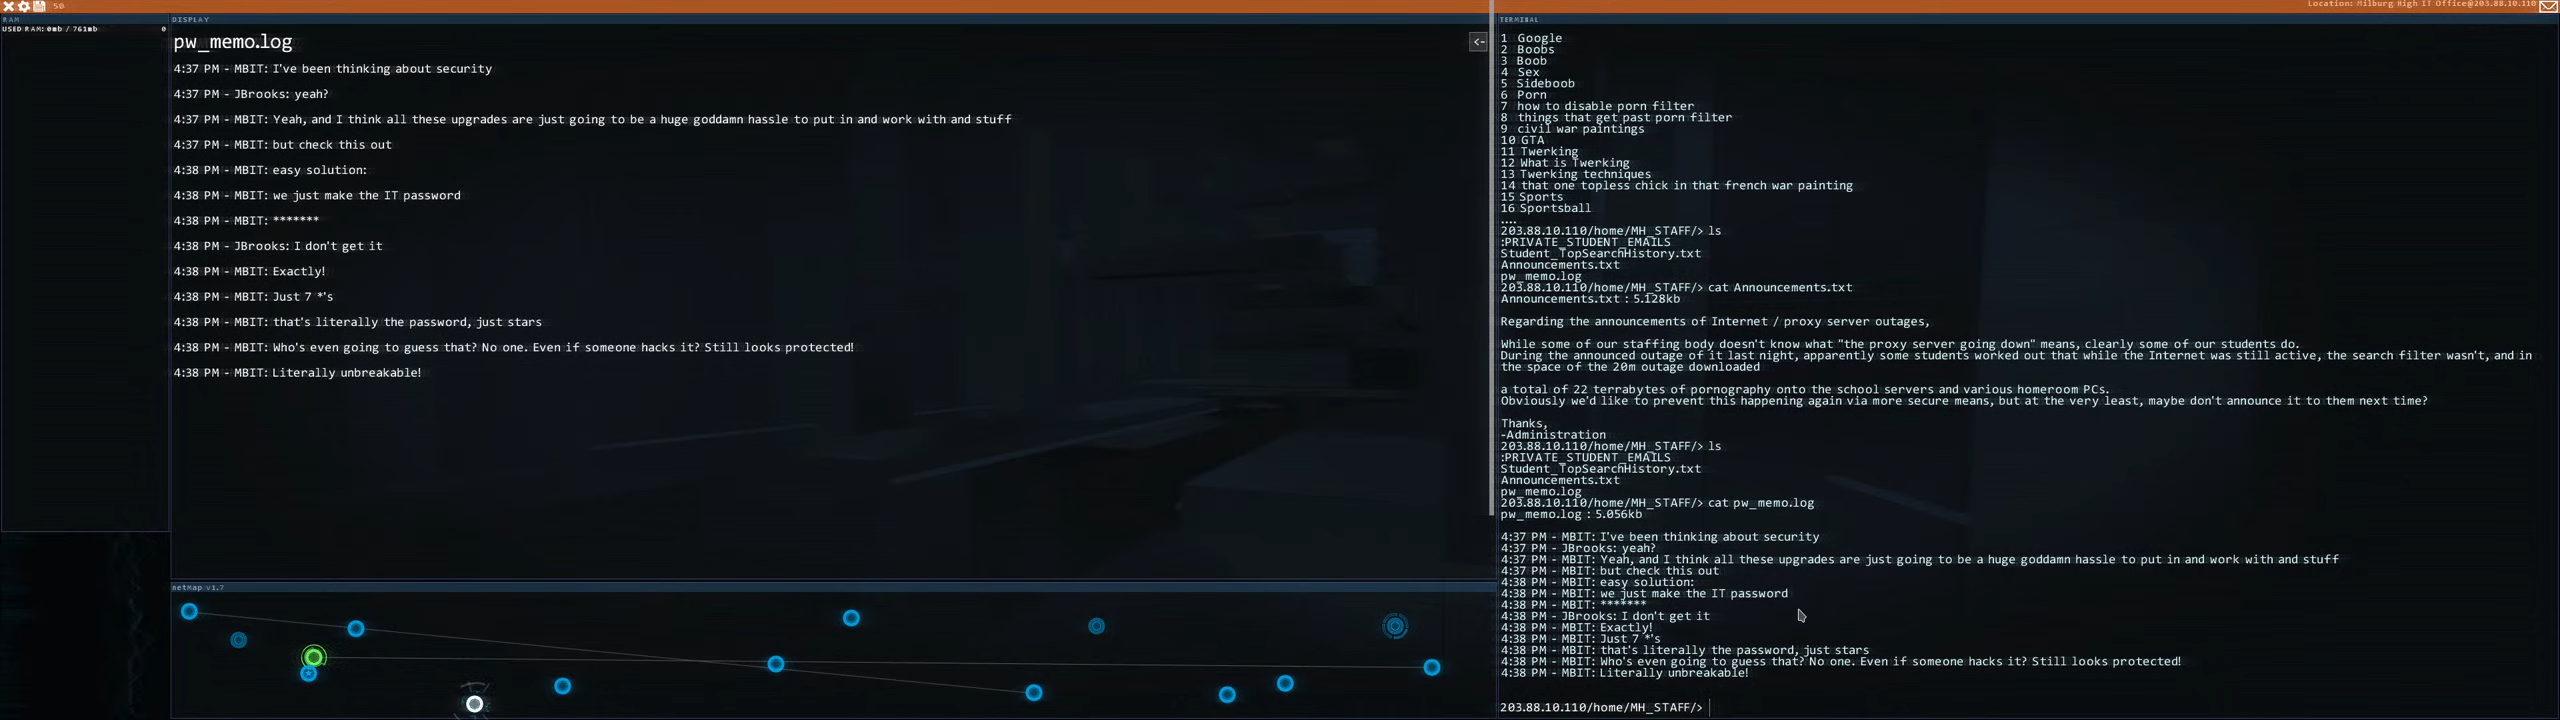 50
Location: Milburg High IT Office@203.88.10.110
RAM
USED RAM: 0mb / 761mb
0
DISPLAY
pw_memo.log
<-
4:37 PM - MBIT: I've been thinking about security
4:37 PM - JBrooks: yeah?
4:37 PM - MBIT: Yeah, and I think all these upgrades are just going to be a huge goddamn hassle to put in and work with and stuff
4:37 PM - MBIT: but check this out
4:38 PM - MBIT: easy solution:
4:38 PM - MBIT: we just make the IT password
4:38 PM - MBIT: *******
4:38 PM - JBrooks: I don't get it
4:38 PM - MBIT: Exactly!
4:38 PM - MBIT: Just 7 *'s
4:38 PM - MBIT: that's literally the password, just stars
4:38 PM - MBIT: Who's even going to guess that? No one. Even if someone hacks it? Still looks protected!
4:38 PM - MBIT: Literally unbreakable!
netMap v1.7
TERMINAL
1 Google
2 Boobs
3 Boob
4 Sex
5 Sideboob
6 Porn
7 how to disable porn filter
8 things that get past porn filter
9 civil war paintings
10 GTA
11 Twerking
12 What is Twerking
13 Twerking techniques
14 that one topless chick in that french war painting
15 Sports
16 Sportsball
....
203.88.10.110/home/MH_STAFF/> ls
:PRIVATE_STUDENT_EMAILS
Student_TopSearchHistory.txt
Announcements.txt
pw_memo.log
203.88.10.110/home/MH_STAFF/> cat Announcements.txt
Announcements.txt : 5.128kb
Regarding the announcements of Internet / proxy server outages,
While some of our staffing body doesn't know what "the proxy server going down" means, clearly some of our students do.
During the announced outage of it last night, apparently some students worked out that while the Internet was still active, the search filter wasn't, and in
the space of the 20m outage downloaded
a total of 22 terrabytes of pornography onto the school servers and various homeroom PCs.
Obviously we'd like to prevent this happening again via more secure means, but at the very least, maybe don't announce it to them next time?
Thanks,
-Administration
203.88.10.110/home/MH_STAFF/> ls
:PRIVATE_STUDENT_EMAILS
Student_TopSearchHistory.txt
Announcements.txt
pw_memo.log
203.88.10.110/home/MH_STAFF/> cat pw_memo.log
pw_memo.log : 5.056kb
4:37 PM - MBIT: I've been thinking about security
4:37 PM - JBrooks: yeah?
4:37 PM - MBIT: Yeah, and I think all these upgrades are just going to be a huge goddamn hassle to put in and work with and stuff
4:37 PM - MBIT: but check this out
4:38 PM - MBIT: easy solution:
4:38 PM - MBIT: we just make the IT password
4:38 PM - MBIT: *******
4:38 PM - JBrooks: I don't get it
4:38 PM - MBIT: Exactly!
4:38 PM - MBIT: Just 7 *'s
4:38 PM - MBIT: that's literally the password, just stars
4:38 PM - MBIT: Who's even going to guess that? No one. Even if someone hacks it? Still looks protected!
4:38 PM - MBIT: Literally unbreakable!
203.88.10.110/home/MH_STAFF/>